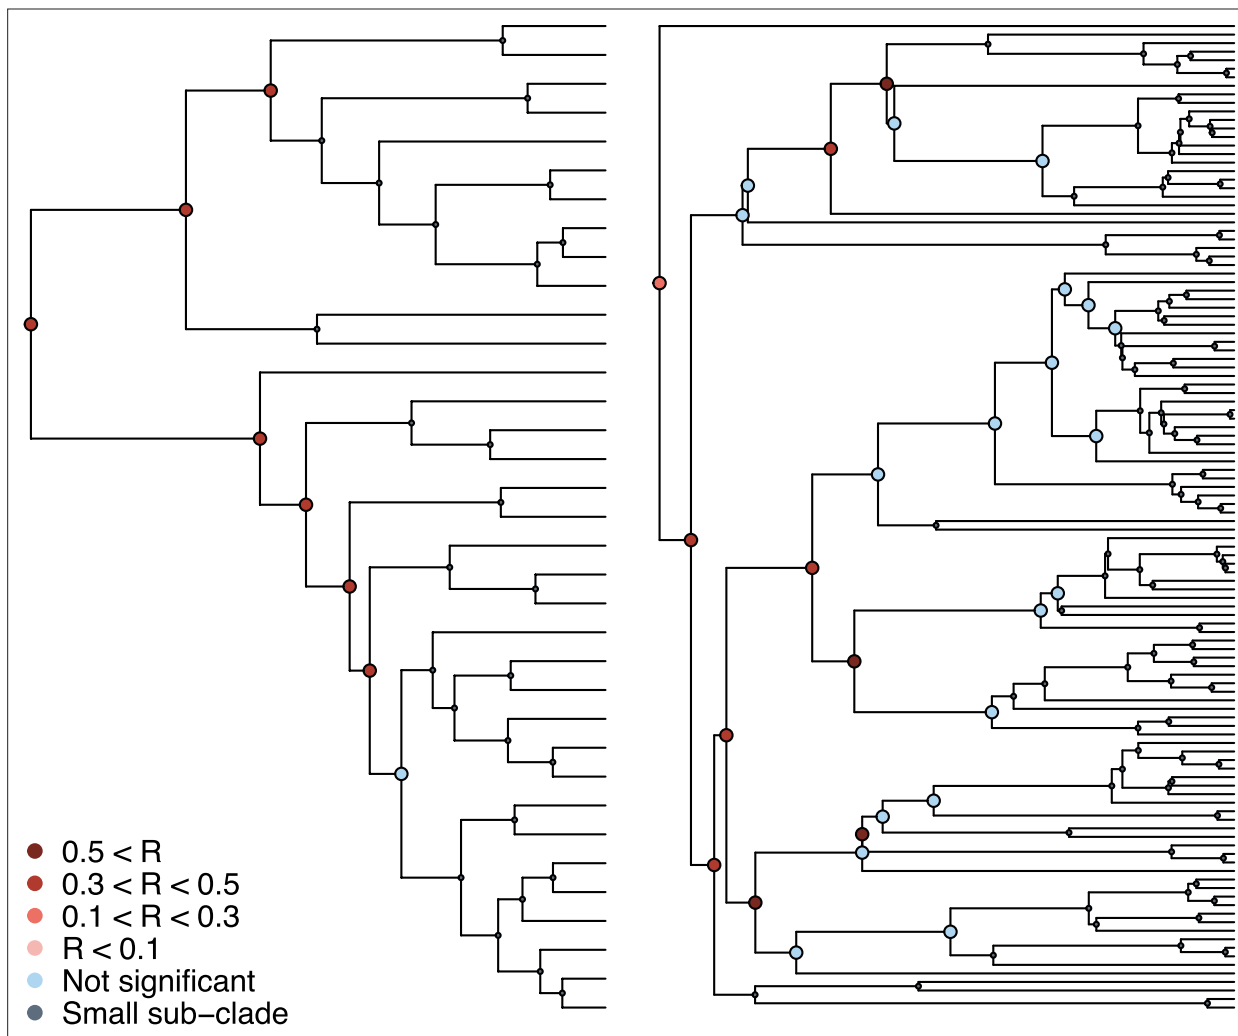 0.5 < R
0.3 < R < 0.5
0.1 < R < 0.3
R < 0.1
Not significant
Small sub−clade